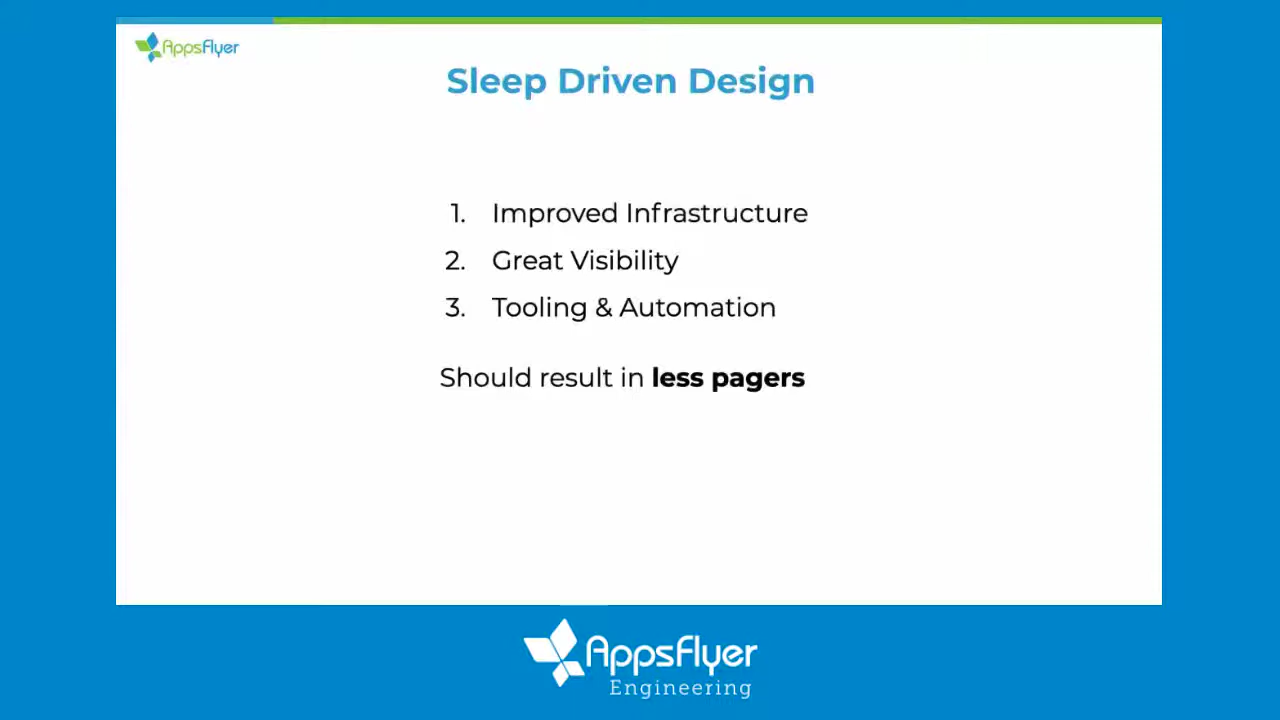 AppsFlyer
Sleep Driven Design
1. Improved Infrastructure
2. Great Visibility
3. Tooling & Automation
Should result in less pagers
AppsFlyer
Engineering